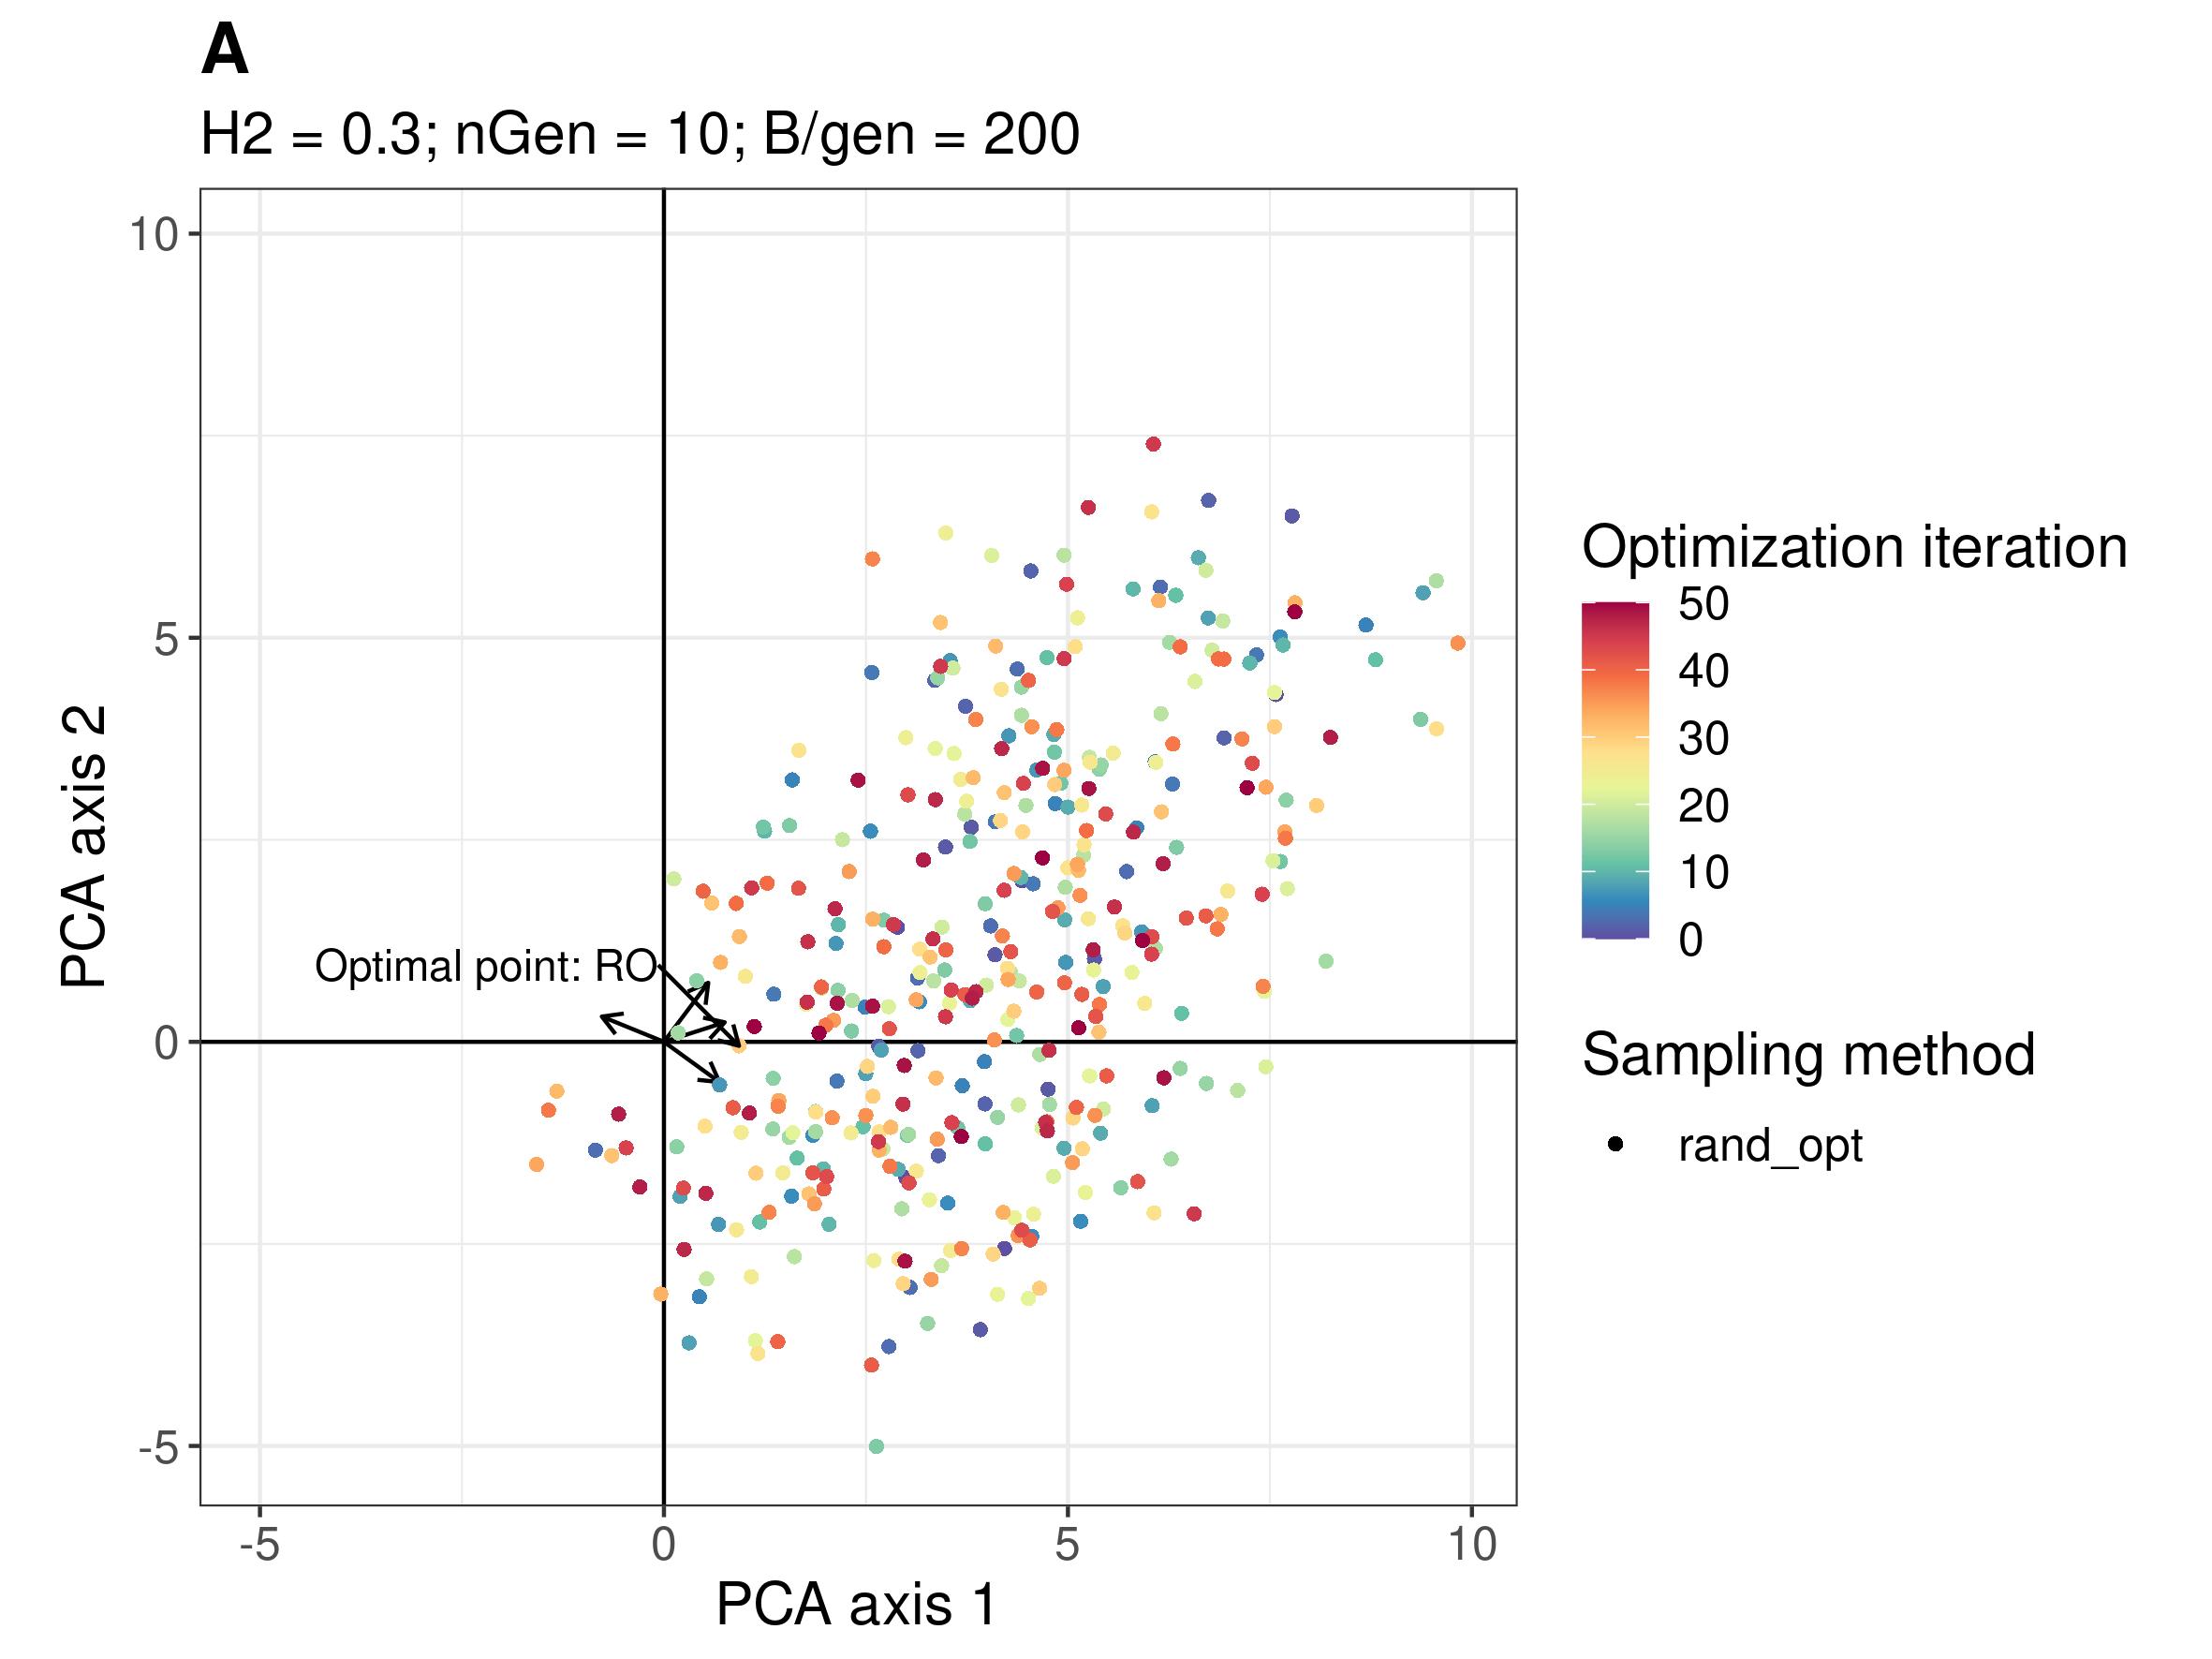 A
H2 = 0.3; nGen = 10; B/gen = 200
10
5
0
-5
PCA axis 2
Optimal point: RO
-5
0
5
10
PCA axis 1
Optimization iteration
50
40
30
20
10
0
Sampling method
rand_opt